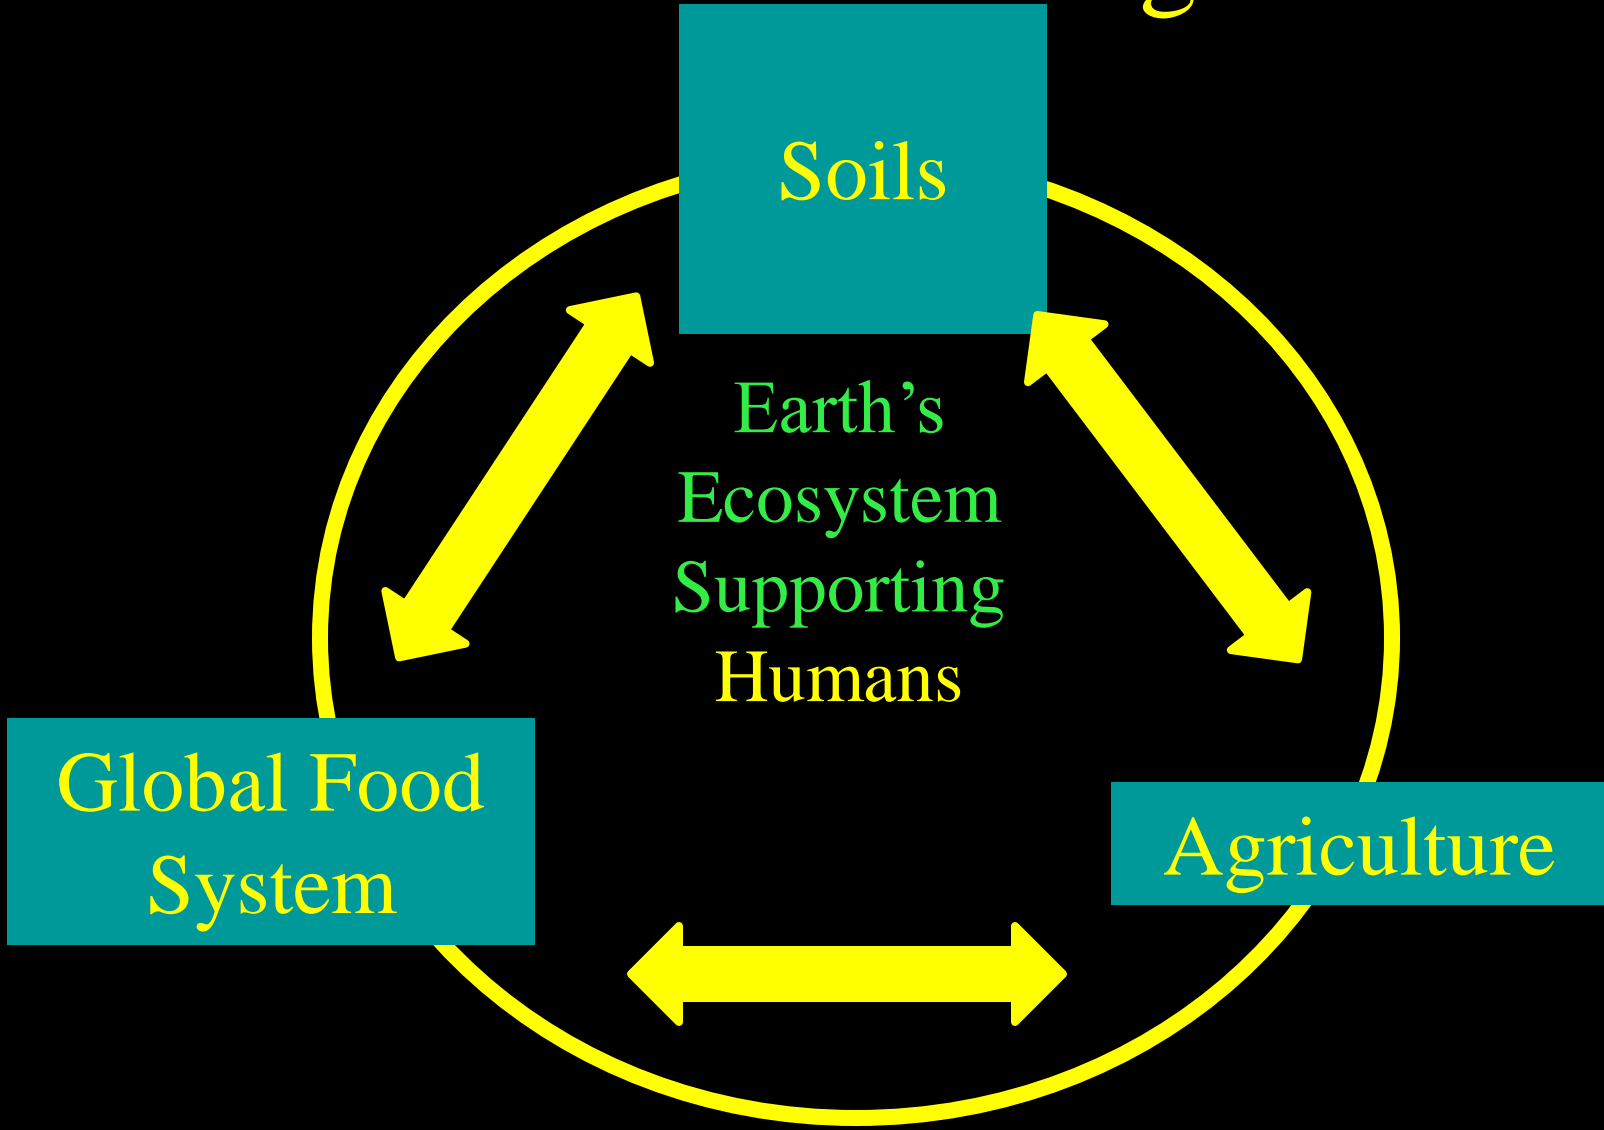 Soils
Earth’s
Ecosystem
Supporting
Humans
Global Food
System
Agriculture